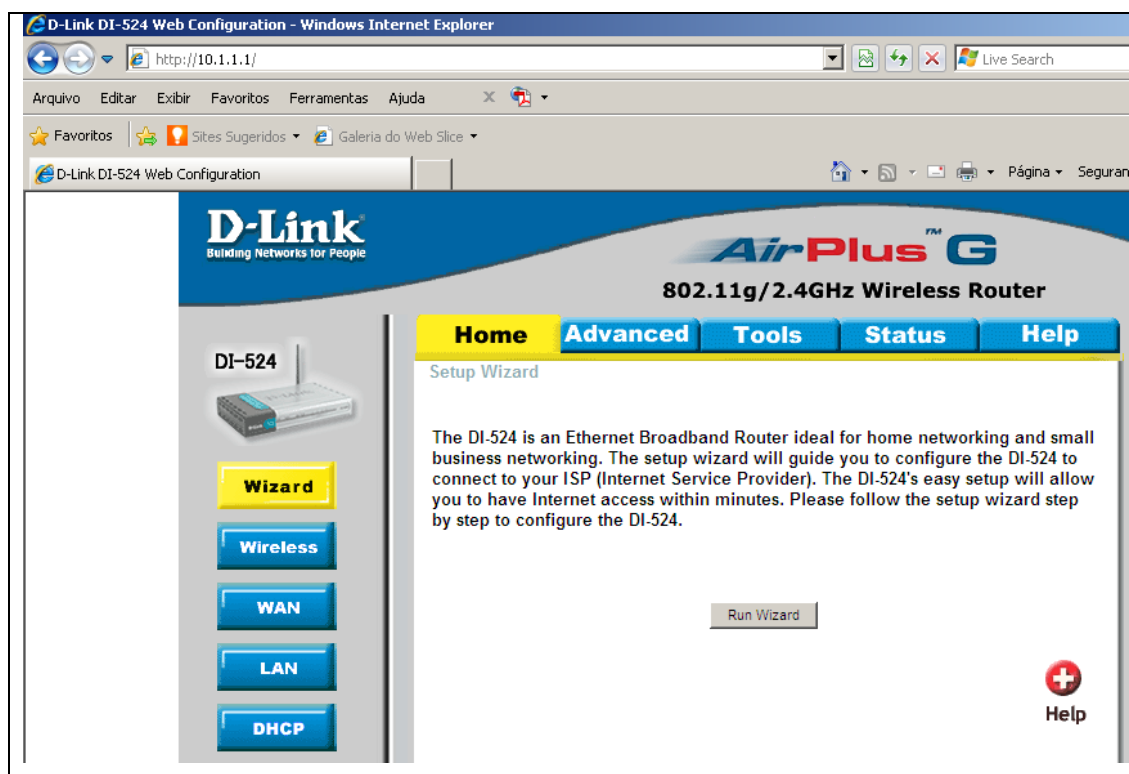 D-Link DI-524 Web Configuration - Windows Internet Explorer
http://10.1.1.1/
Live Search
Arquivo Editar Exibir Favoritos Ferramentas Ajuda
Favoritos Sites Sugeridos Galeria do Web Slice
D-Link DI-524 Web Configuration
Página Seguran
D-Link
Building Networks for People
AirPlus G
TM
802.11g/2.4GHz Wireless Router
Home Advanced Tools Status Help
DI-524
Wizard
Wireless
WAN
LAN
DHCP
Setup Wizard
The DI-524 is an Ethernet Broadband Router ideal for home networking and small
business networking. The setup wizard will guide you to configure the DI-524 to
connect to your ISP (Internet Service Provider). The DI-524's easy setup will allow
you to have Internet access within minutes. Please follow the setup wizard step
by step to configure the DI-524.
Run Wizard
Help